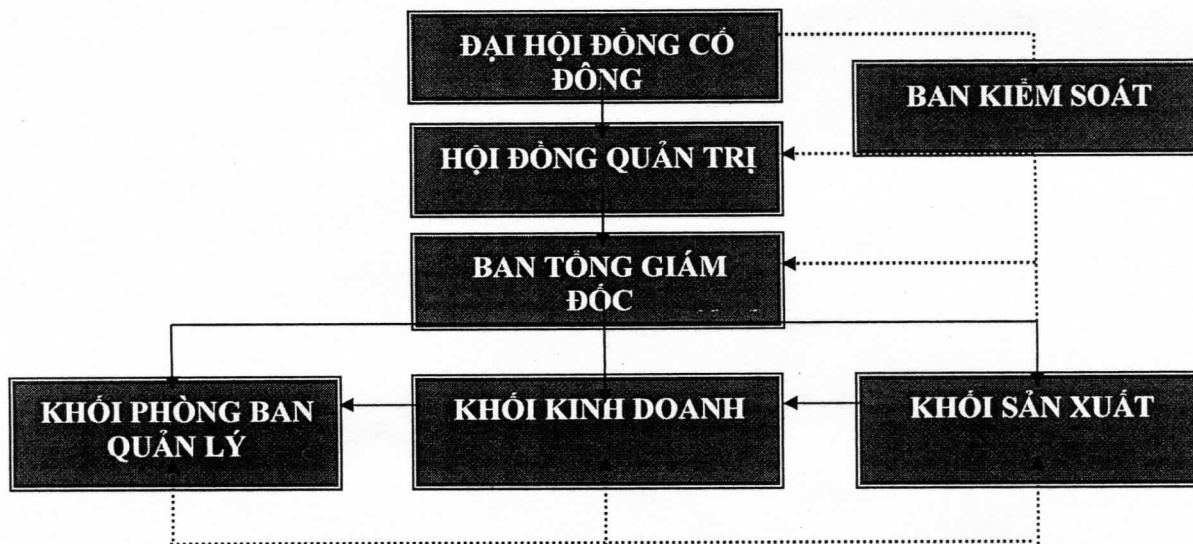 ĐẠI HỘI ĐỒNG CỔ
ĐÔNG
BAN KIỂM SOÁT
HỘI ĐỒNG QUẢN TRỊ
BAN TỔNG GIÁM
ĐỐC
KHỐI PHÒNG BAN
QUẢN LÝ
KHỐI KINH DOANH
KHỐI SẢN XUẤT